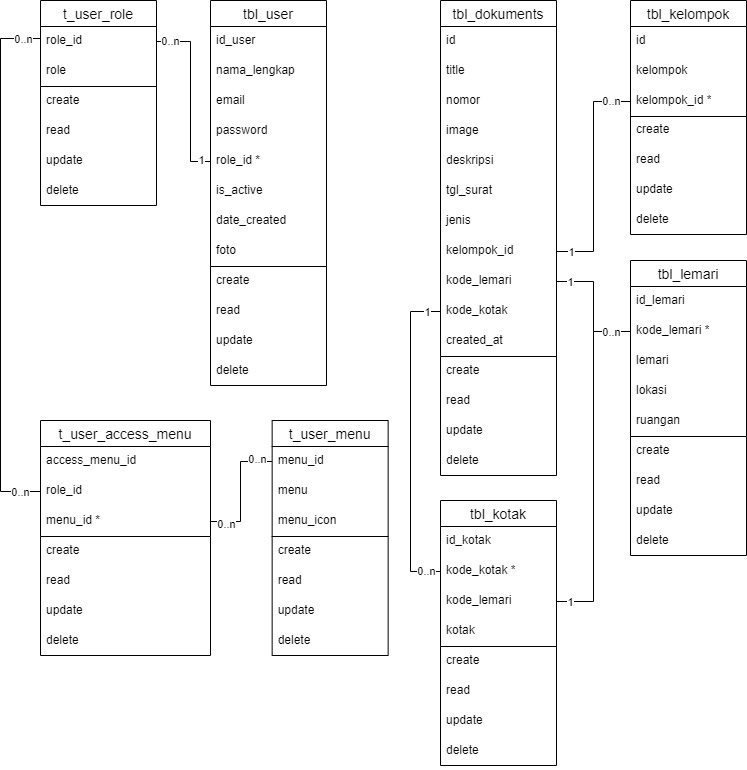 t_user_role
role_id
role
create
read
update
delete
0..n
0..n
tbl_user
id_user
nama_lengkap
email
password
role_id *
is_active
date_created
foto
create
read
update
delete
1
tbl_dokuments
id
title
nomor
image
deskripsi
tgl_surat
jenis
kelompok_id
kode_lemari
kode_kotak
created_at
create
read
update
delete
1
1
1
tbl_kelompok
id
kelompok
kelompok_id *
create
read
update
delete
0..n
tbl_lemari
id_lemari
kode_lemari *
lemari
lokasi
ruangan
create
read
update
delete
0..n
t_user_access_menu
access_menu_id
role_id
menu_id *
create
read
update
delete
0..n
0..n
t_user_menu
menu_id
menu
menu_icon
create
read
update
delete
0..n
tbl_kotak
id_kotak
kode_kotak *
kode_lemari
kotak
create
read
update
delete
0..n
1